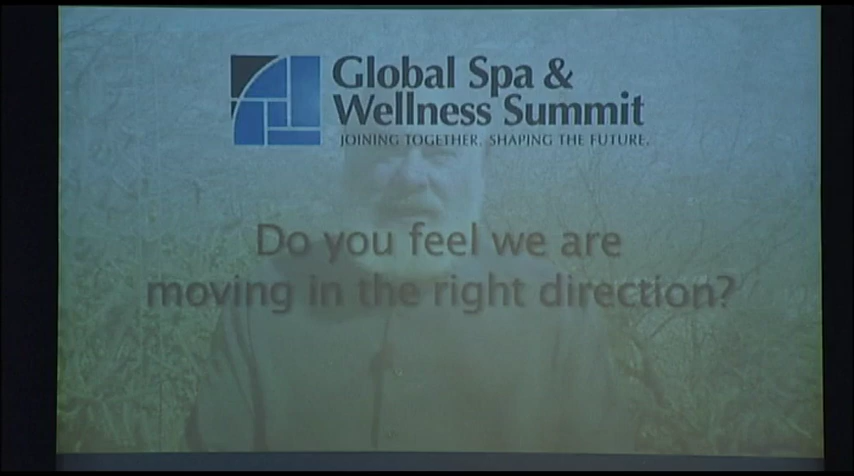 Global Spa &
Wellness Summit
JOINING TOGETHER. SHAPING THE FUTURE.
Do you feel we are
moving in the right direction?